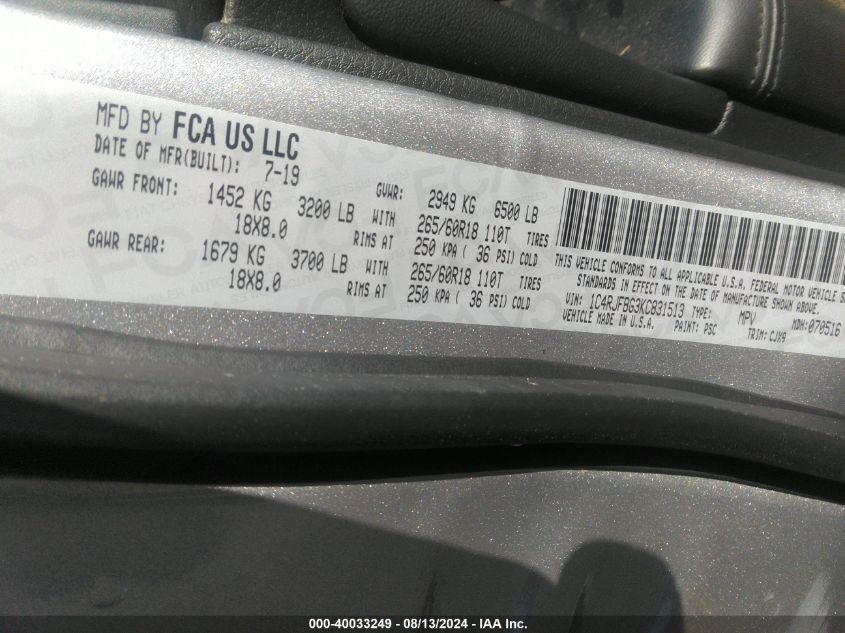 MFD BY FCA US LLC
DATE OF MFR(BUILT): 7-19
GVWR: 2949 KG 6500 LB
GAWR FRONT: 1452 KG 3200 LB WITH 265/60R18 110T TIRES
18X8.0 RIMS AT 250 KPA ( 36 PSI) COLD
GAWR REAR: 1679 KG 3700 LB WITH 265/60R18 110T TIRES
18X8.0 RIMS AT 250 KPA ( 36 PSI) COLD
THIS VEHICLE CONFORMS TO ALL APPLICABLE U.S.A. FEDERAL MOTOR VEHICLE
STANDARDS IN EFFECT ON THE DATE OF MANUFACTURE SHOWN ABOVE.
VIN: 1C4RJFBG3KC831513 TYPE: MPV MDH: 070516
VEHICLE MADE IN U.S.A. PAINT: PSC TRIM: CJX9
000-40033249 - 08/13/2024 - IAA Inc.